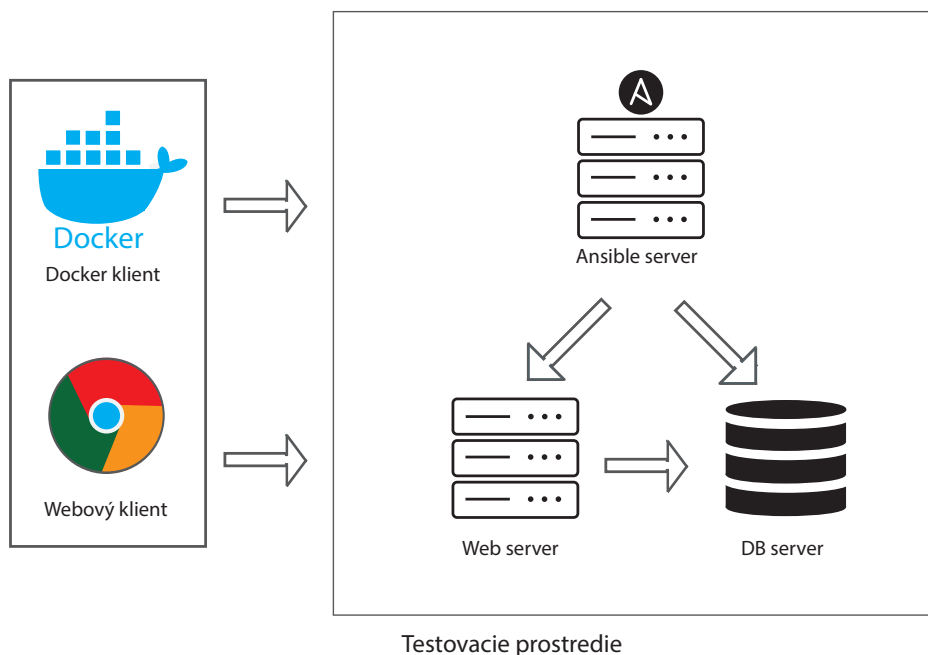 Docker
Docker klient
Webový klient
Ansible server
Web server
DB server
Testovacie prostredie